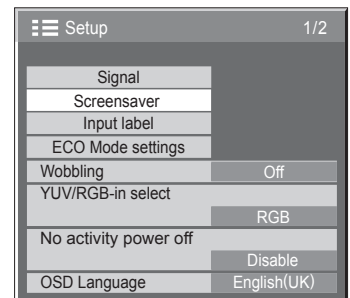 Setup 1/2
Signal
Screensaver
Input label
ECO Mode settings
Wobbling Off
YUV/RGB-in select
RGB
No activity power off
Disable
OSD Language English(UK)